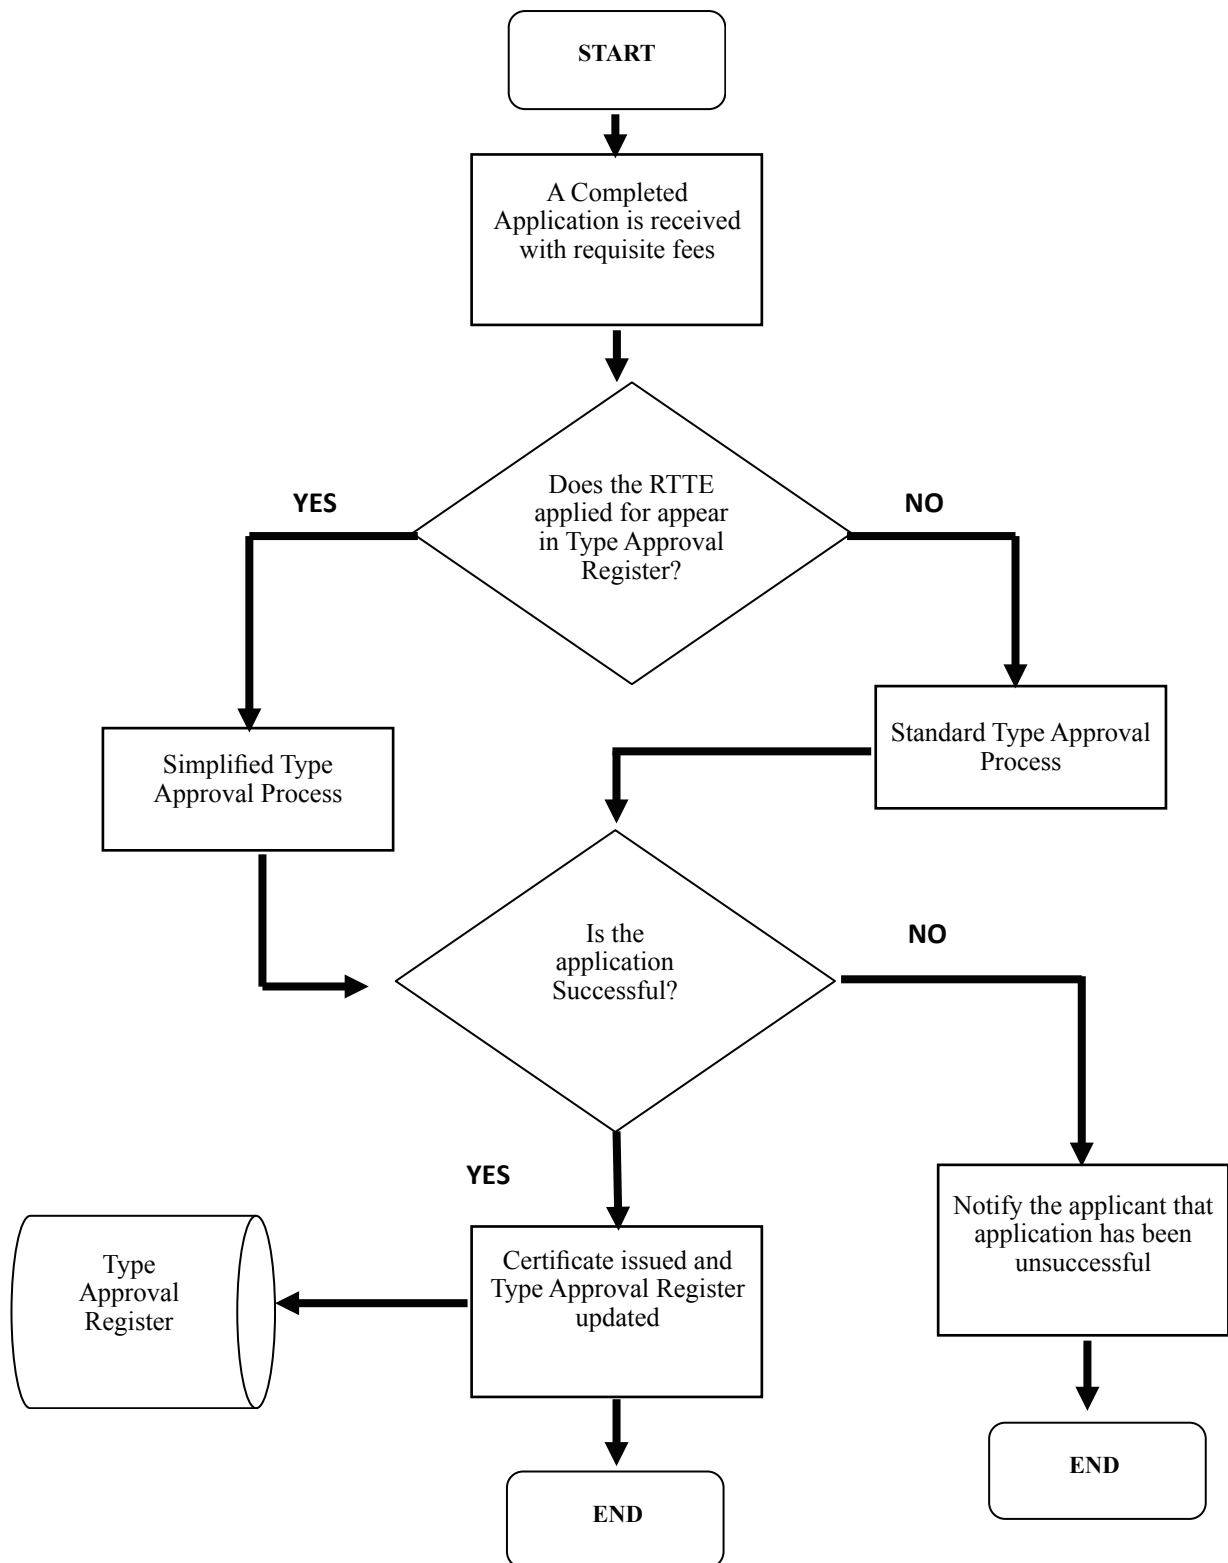 START
A Completed
Application is received
with requisite fees
Does the RTTE
applied for appear
in Type Approval
Register?
YES
NO
Simplified Type
Approval Process
Standard Type Approval
Process
Is the
application
Successful?
NO
YES
Notify the applicant that
application has been
unsuccessful
Type
Approval
Register
Certificate issued and
Type Approval Register
updated
END
END